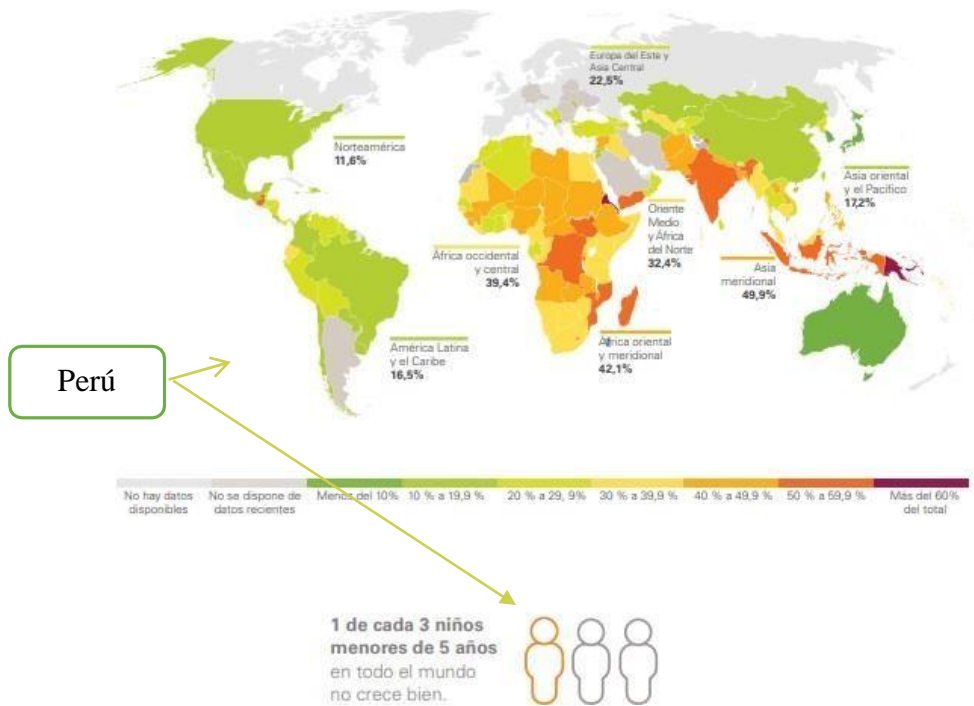 Europa del Este y
Asia Central
22,5%
Norteamérica
11,6%
Asia oriental
y el Pacífico
17,2%
Oriente
Medio
y África
del Norte
32,4%
África occidental
y central
39,4%
Asia
meridional
49,9%
África oriental
y meridional
42,1%
América Latina
y el Caribe
16,5%
Perú
No hay datos
disponibles
No se dispone de
datos recientes
Menos del 10%
10 % a 19,9 %
20 % a 29, 9%
30 % a 39,9 %
40 % a 49,9 %
50 % a 59,9 %
Más del 60%
del total
1 de cada 3 niños
menores de 5 años
en todo el mundo
no crece bien.